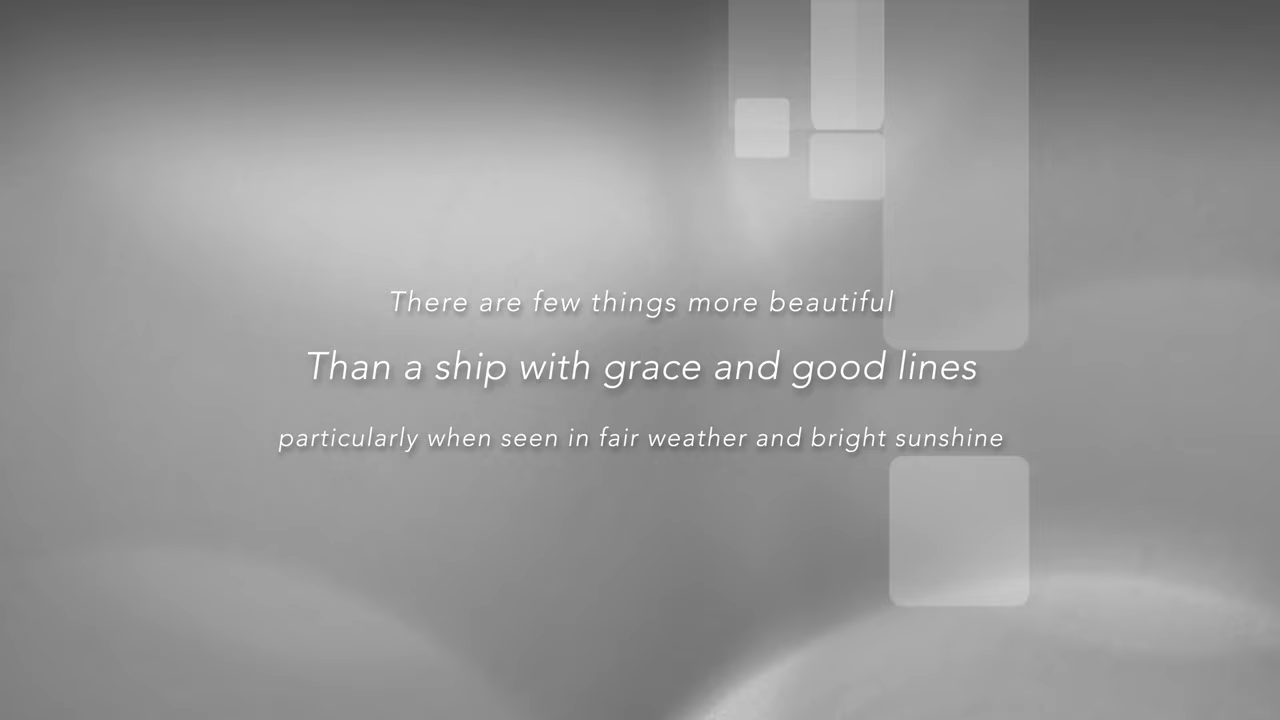 There are few things more beautiful
Than a ship with grace and good lines
particularly when seen in fair weather and bright sunshine